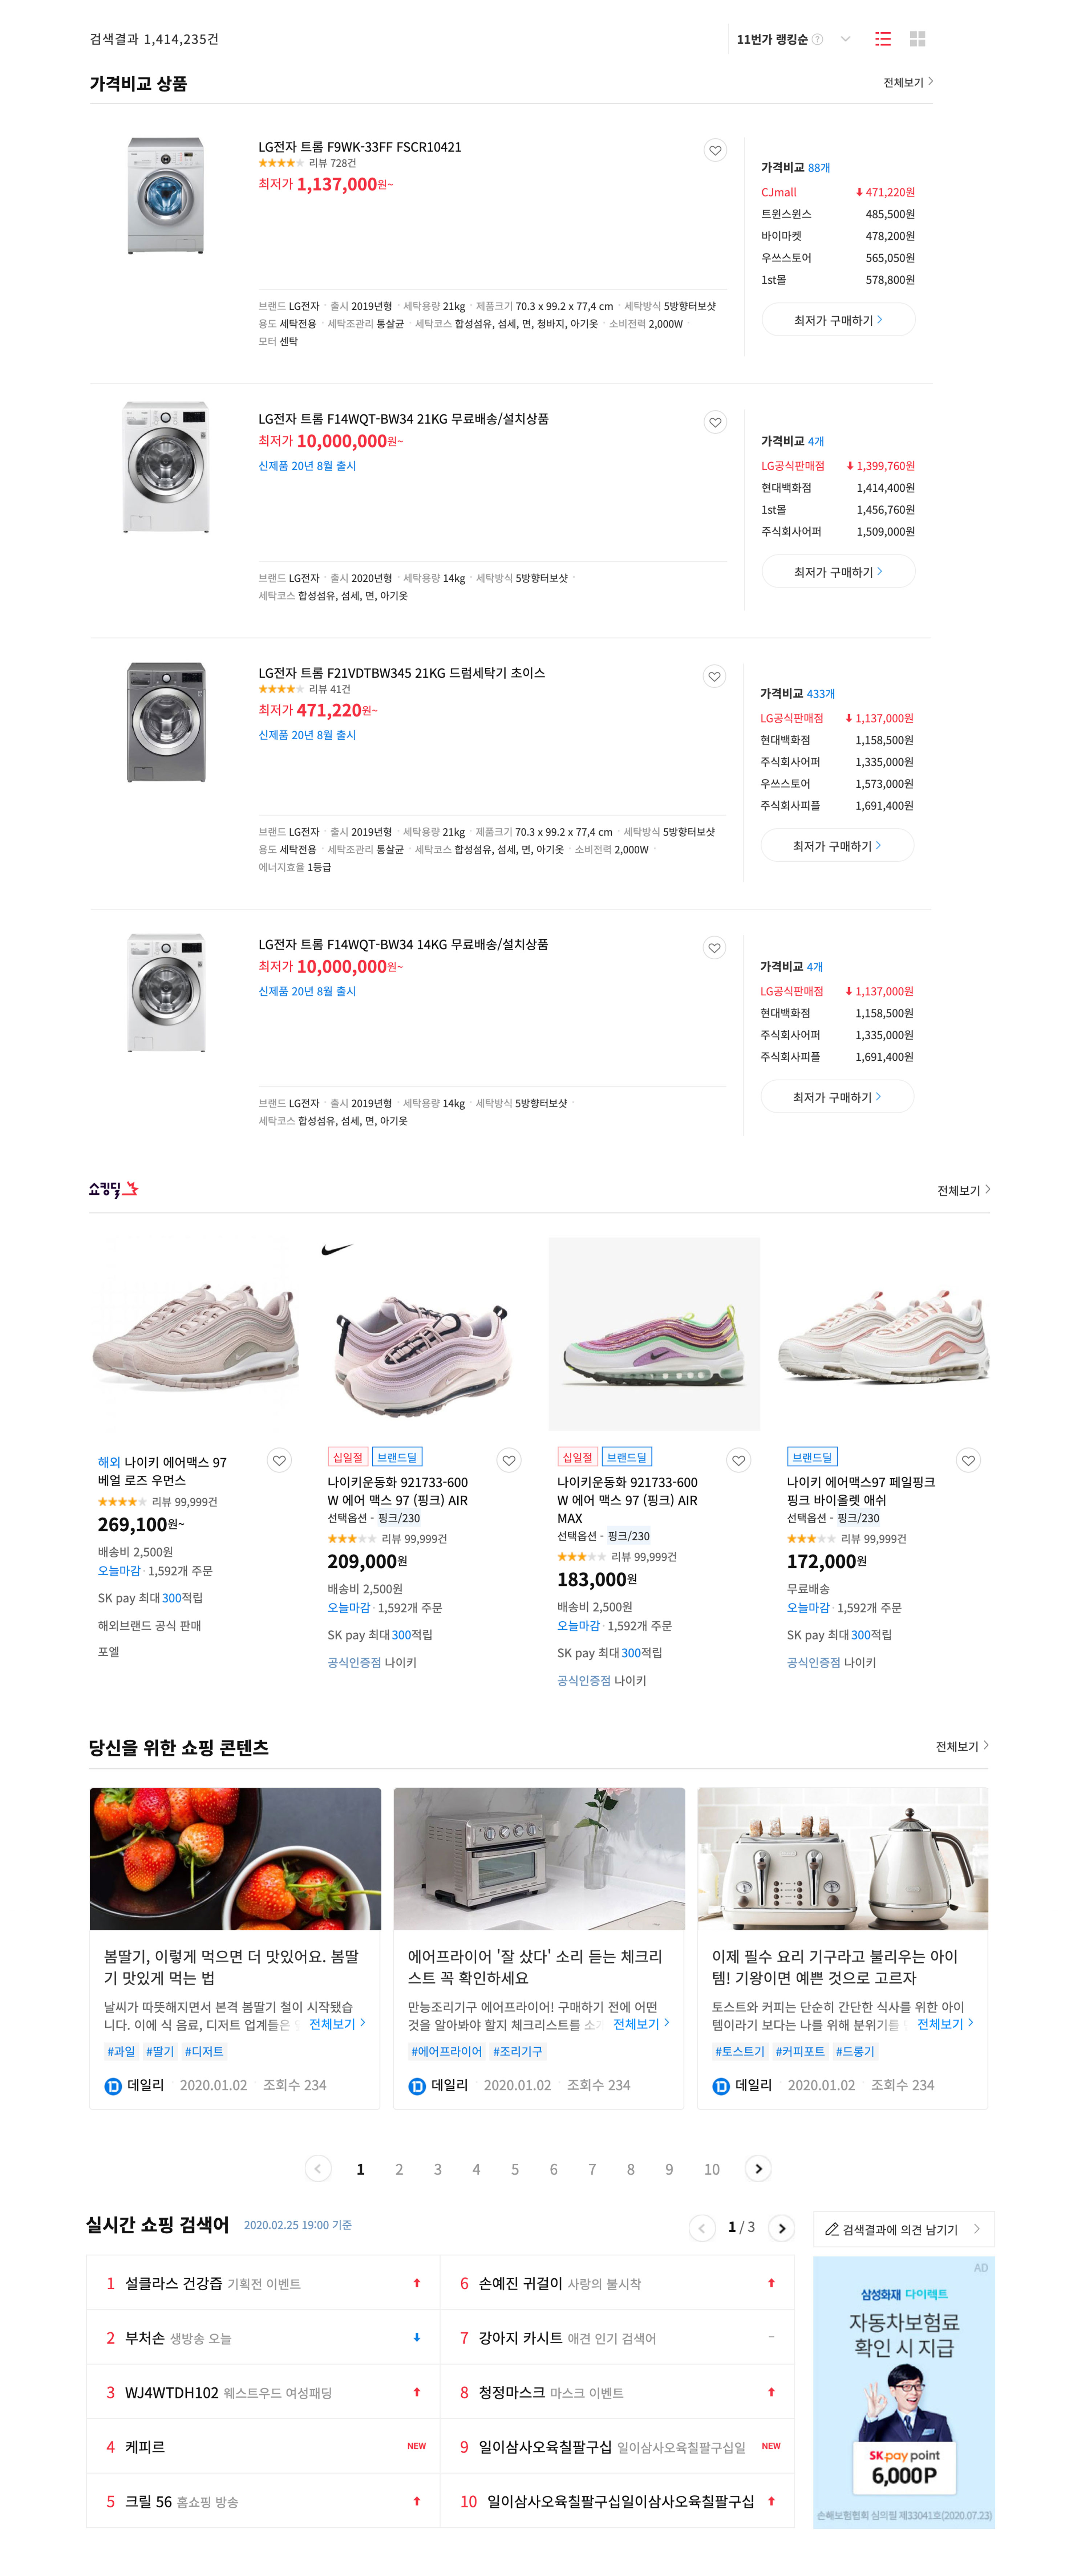 검색결과 1,414,235건
11번가 랭킹순 ?
가격비교 상품
전체보기
LG전자 트롬 F9WK-33FF FSCR10421
리뷰 728건
최저가 1,137,000원~
브랜드 LG전자 · 출시 2019년형 · 세탁용량 21kg · 제품크기 70.3 x 99.2 x 77,4 cm · 세탁방식 5방향터보샷
용도 세탁전용 · 세탁조관리 통살균 · 세탁코스 합성섬유, 섬세, 면, 청바지, 아기옷 · 소비전력 2,000W ·
모터 센탁
가격비교 88개
CJmall 471,220원
트윈스윈스 485,500원
바이마켓 478,200원
우쓰스토어 565,050원
1st몰 578,800원
최저가 구매하기
LG전자 트롬 F14WQT-BW34 21KG 무료배송/설치상품
최저가 10,000,000원~
신제품 20년 8월 출시
브랜드 LG전자 · 출시 2020년형 · 세탁용량 14kg · 세탁방식 5방향터보샷 ·
세탁코스 합성섬유, 섬세, 면, 아기옷
가격비교 4개
LG공식판매점 1,399,760원
현대백화점 1,414,400원
1st몰 1,456,760원
주식회사어퍼 1,509,000원
최저가 구매하기
LG전자 트롬 F21VDTBW345 21KG 드럼세탁기 초이스
리뷰 41건
최저가 471,220원~
신제품 20년 8월 출시
브랜드 LG전자 · 출시 2019년형 · 세탁용량 21kg · 제품크기 70.3 x 99.2 x 77,4 cm · 세탁방식 5방향터보샷
용도 세탁전용 · 세탁조관리 통살균 · 세탁코스 합성섬유, 섬세, 면, 아기옷 · 소비전력 2,000W ·
에너지효율 1등급
가격비교 433개
LG공식판매점 1,137,000원
현대백화점 1,158,500원
주식회사어퍼 1,335,000원
우쓰스토어 1,573,000원
주식회사피플 1,691,400원
최저가 구매하기
LG전자 트롬 F14WQT-BW34 14KG 무료배송/설치상품
최저가 10,000,000원~
신제품 20년 8월 출시
브랜드 LG전자 · 출시 2019년형 · 세탁용량 14kg · 세탁방식 5방향터보샷 ·
세탁코스 합성섬유, 섬세, 면, 아기옷
가격비교 4개
LG공식판매점 1,137,000원
현대백화점 1,158,500원
주식회사어퍼 1,335,000원
주식회사피플 1,691,400원
최저가 구매하기
쇼킹딜
전체보기
해외 나이키 에어맥스 97
베얼 로즈 우먼스
리뷰 99,999건
269,100원~
배송비 2,500원
오늘마감 · 1,592개 주문
SK pay 최대 300적립
해외브랜드 공식 판매
포엘
십일절 브랜드딜
나이키운동화 921733-600
W 에어 맥스 97 (핑크) AIR
선택옵션 - 핑크/230
리뷰 99,999건
209,000원
배송비 2,500원
오늘마감 · 1,592개 주문
SK pay 최대 300적립
공식인증점 나이키
십일절 브랜드딜
나이키운동화 921733-600
W 에어 맥스 97 (핑크) AIR
MAX
선택옵션 - 핑크/230
리뷰 99,999건
183,000원
배송비 2,500원
오늘마감 · 1,592개 주문
SK pay 최대 300적립
공식인증점 나이키
브랜드딜
나이키 에어맥스97 페일핑크
핑크 바이올렛 애쉬
선택옵션 - 핑크/230
리뷰 99,999건
172,000원
무료배송
오늘마감 · 1,592개 주문
SK pay 최대 300적립
공식인증점 나이키
당신을 위한 쇼핑 콘텐츠
전체보기
봄딸기, 이렇게 먹으면 더 맛있어요. 봄딸
기 맛있게 먹는 법
날씨가 따뜻해지면서 본격 봄딸기 철이 시작됐습
니다. 이에 식 음료, 디저트 업계들은 전체보기
#과일 #딸기 #디저트
데일리 · 2020.01.02 · 조회수 234
에어프라이어 '잘 샀다' 소리 듣는 체크리
스트 꼭 확인하세요
만능조리기구 에어프라이어! 구매하기 전에 어떤
것을 알아봐야 할지 체크리스트를 소개 전체보기
#에어프라이어 #조리기구
데일리 · 2020.01.02 · 조회수 234
이제 필수 요리 기구라고 불리우는 아이
템! 기왕이면 예쁜 것으로 고르자
토스트와 커피는 단순히 간단한 식사를 위한 아이
템이라기 보다는 나를 위해 분위기를 전체보기
#토스트기 #커피포트 #드롱기
데일리 · 2020.01.02 · 조회수 234
1 2 3 4 5 6 7 8 9 10
실시간 쇼핑 검색어 2020.02.25 19:00 기준
1 / 3
1 설클라스 건강즙 기획전 이벤트
2 부처손 생방송 오늘
3 WJ4WTDH102 웨스트우드 여성패딩
4 케피르 NEW
5 크릴 56 홈쇼핑 방송
6 손예진 귀걸이 사랑의 불시착
7 강아지 카시트 애견 인기 검색어
8 청정마스크 마스크 이벤트
9 일이삼사오육칠팔구십 일이삼사오육칠팔구십일 NEW
10 일이삼사오육칠팔구십일이삼사오육칠팔구십
검색결과에 의견 남기기
AD
삼성화재 다이렉트
자동차보험료
확인 시 지급
SK pay point
6,000P
손해보험협회 심의필 제33041호(2020.07.23)